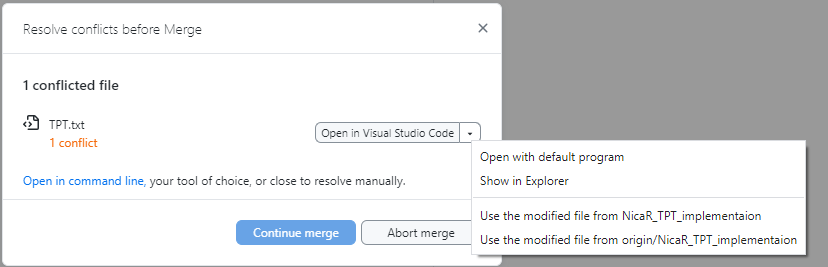 Resolve conflicts before Merge
1 conflicted file
TPT.txt
1 conflict
Open in Visual Studio Code
Open with default program
Show in Explorer
Use the modified file from NicaR_TPT_implementaion
Use the modified file from origin/NicaR_TPT_implementaion
Open in command line, your tool of choice, or close to resolve manually.
Continue merge
Abort merge